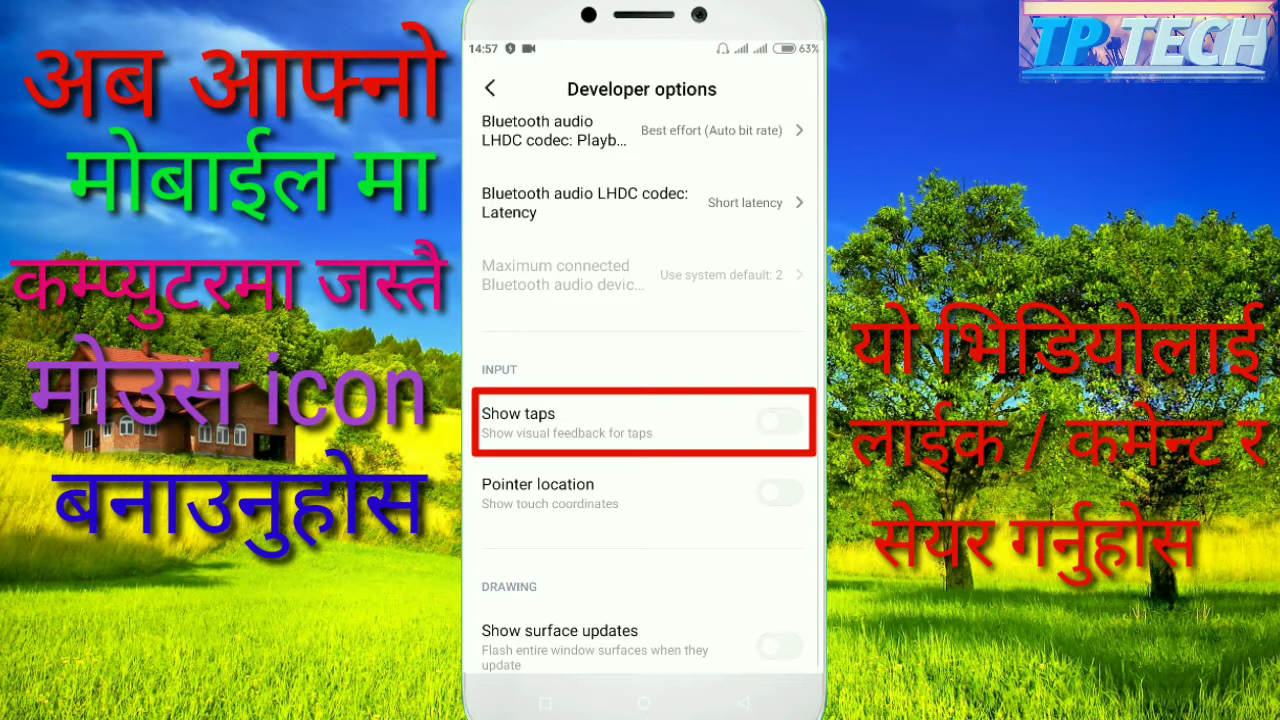 अब आफ्नो
मोबाईल मा
कम्प्युटरमा जस्तै
मोउस icon
बनाउनुहोस
14:57
63%
Developer options
Bluetooth audio
LHDC codec: Playb...
Best effort (Auto bit rate)
Bluetooth audio LHDC codec:
Latency
Short latency
Maximum connected
Bluetooth audio devic...
Use system default: 2
INPUT
Show taps
Show visual feedback for taps
Pointer location
Show touch coordinates
DRAWING
Show surface updates
Flash entire window surfaces when they
update
TP TECH
यो भिडियोलाई
लाईक / कमेन्ट र
सेयर गर्नुहोस